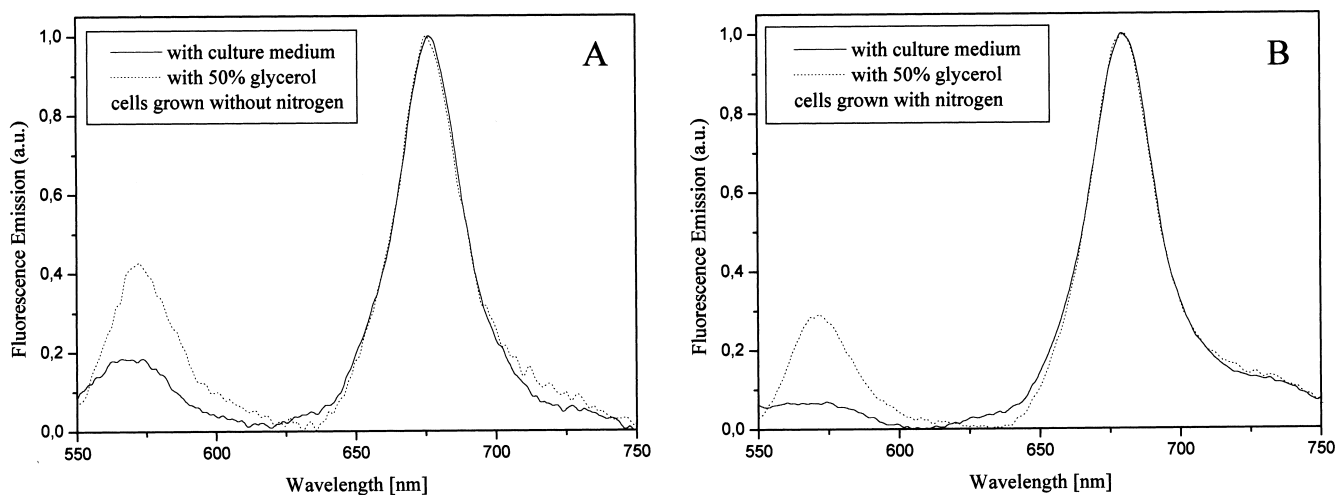 with culture medium
with 50% glycerol
cells grown without nitrogen
A
1,0
0,8
0,6
0,4
0,2
0,0
Fluorescence Emission (a.u.)
550
600
650
700
750
Wavelength [nm]
with culture medium
with 50% glycerol
cells grown with nitrogen
B
1,0
0,8
0,6
0,4
0,2
0,0
Fluorescence Emission (a.u.)
550
600
650
700
750
Wavelength [nm]